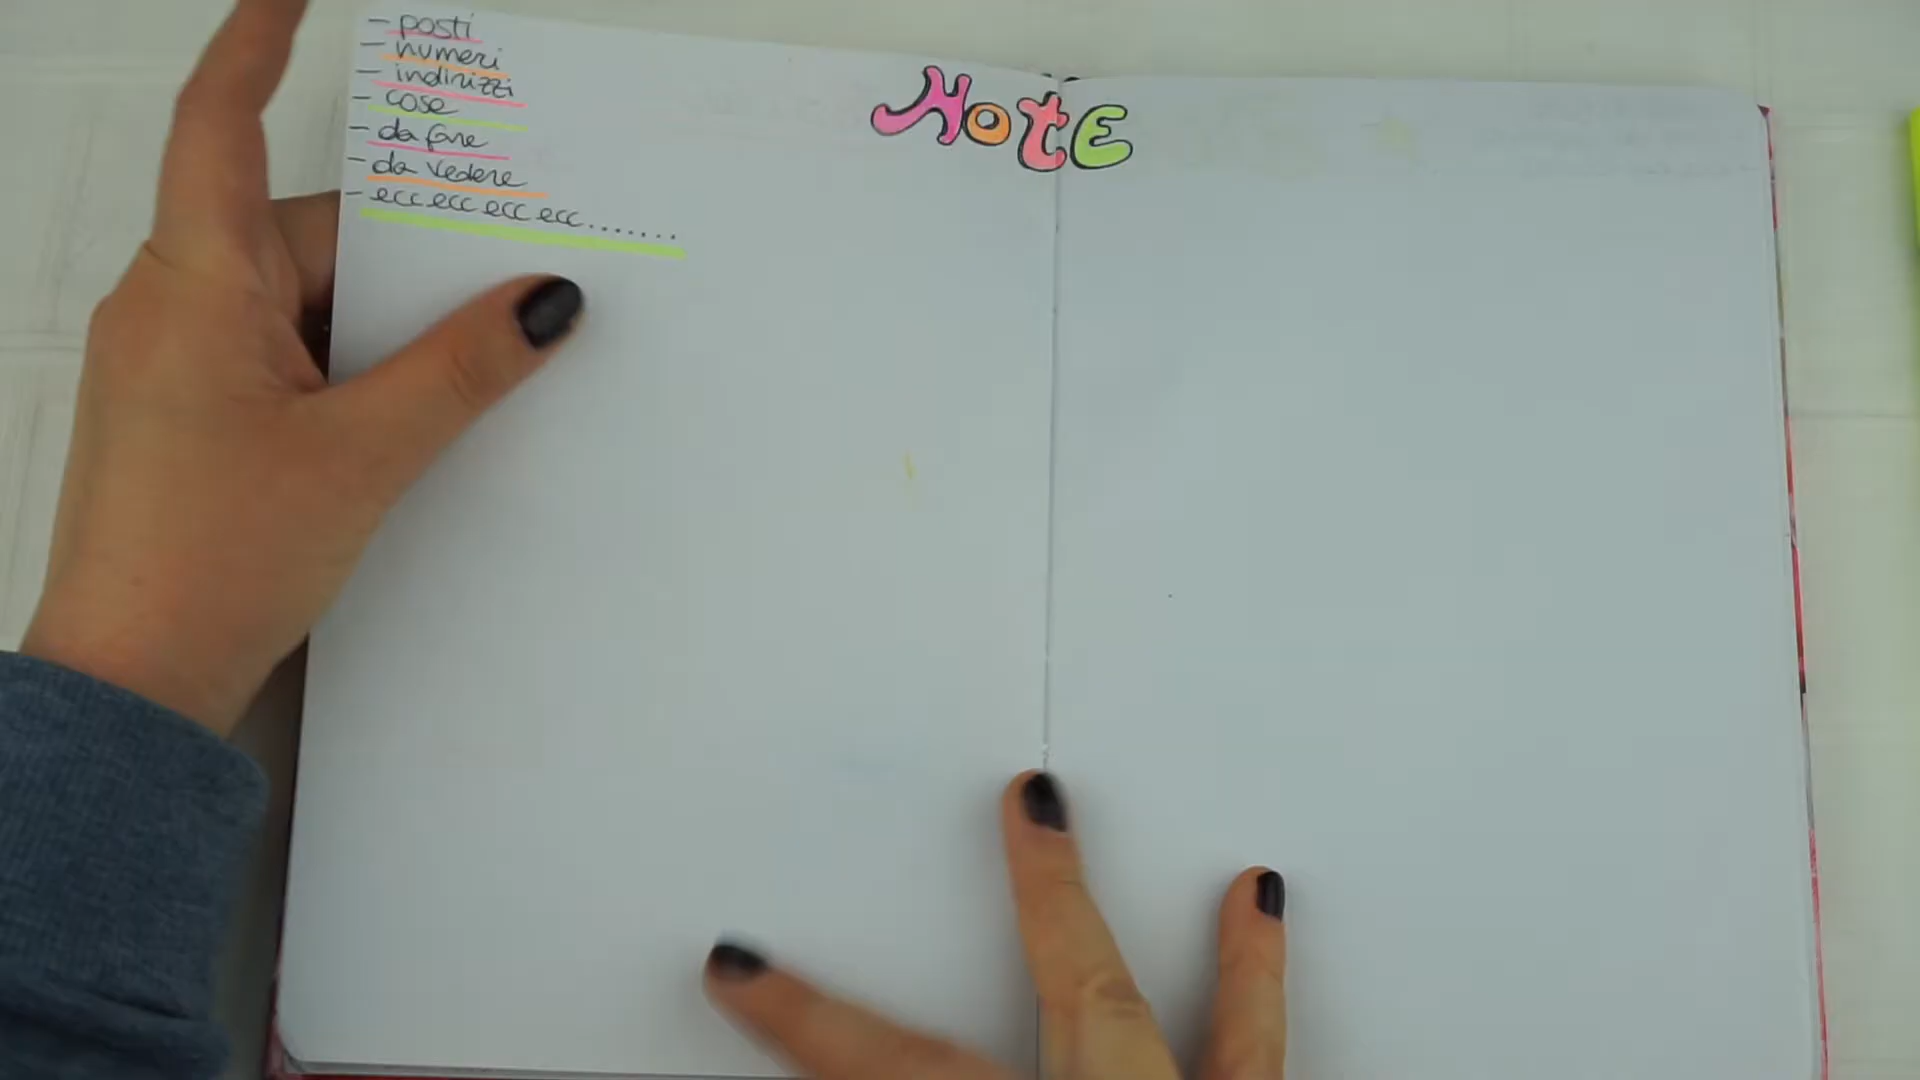 - posti
- numeri
- indirizzi
- cose
- da fare
- da vedere
- ecc ecc ecc ecc.......
NotE